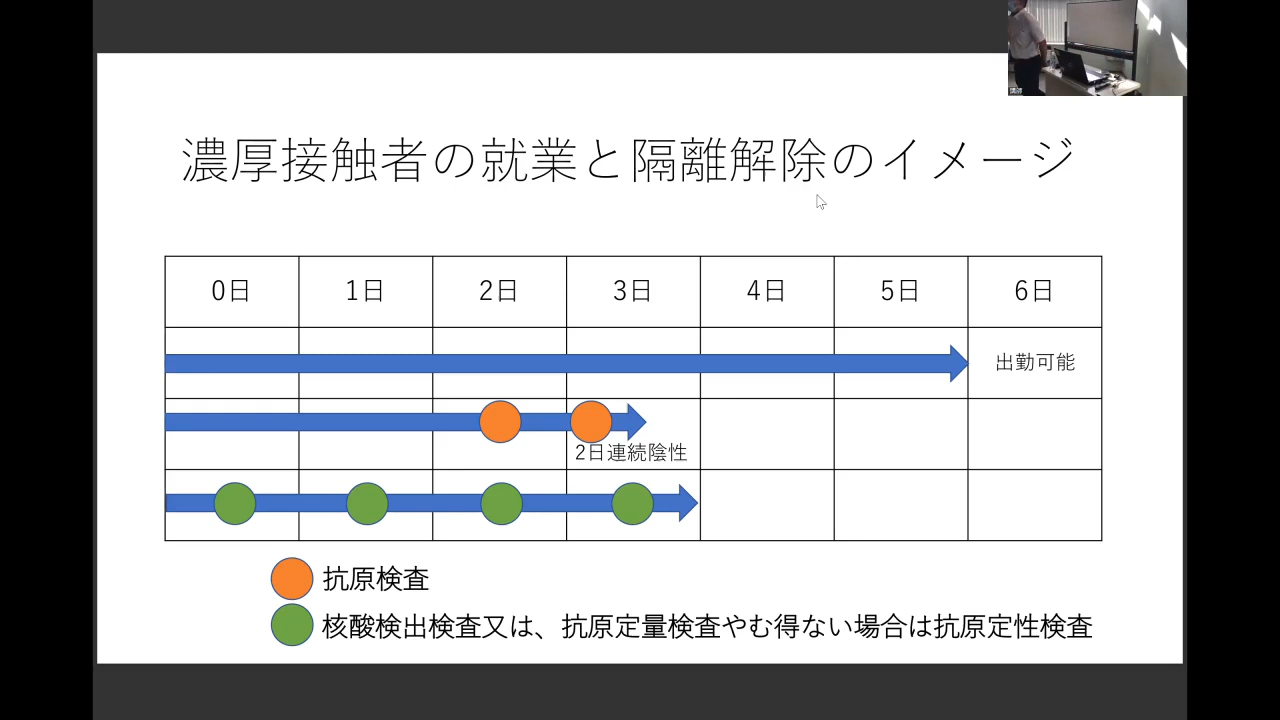 講師
濃厚接触者の就業と隔離解除のイメージ
0日 1日 2日 3日 4日 5日 6日
出勤可能
2日連続陰性
抗原検査
核酸検出検査又は、抗原定量検査やむ得ない場合は抗原定性検査